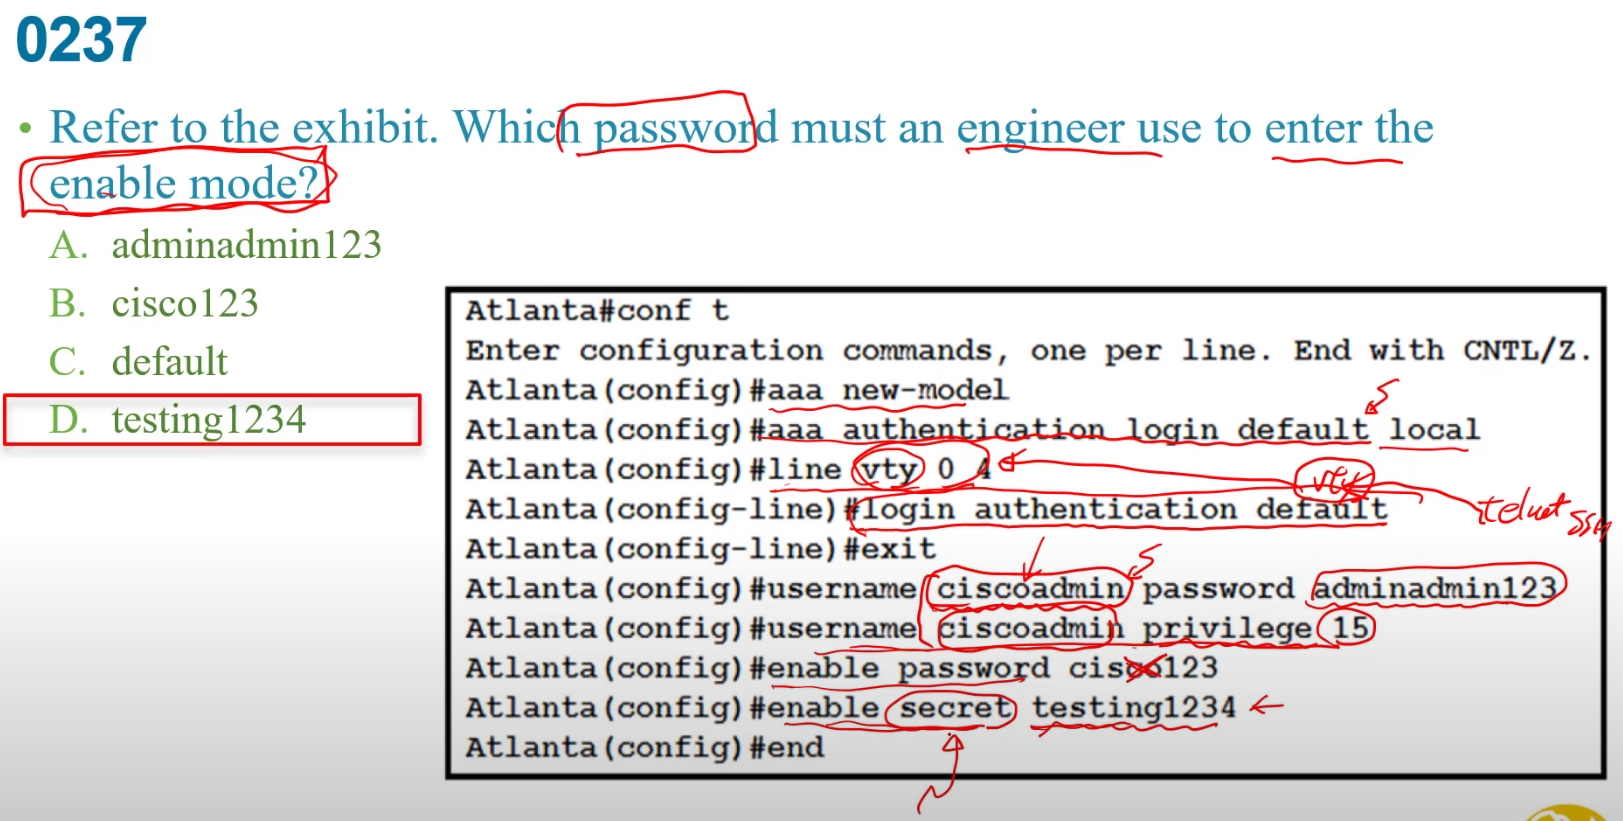 0237
• Refer to the exhibit. Which password must an engineer use to enter the
enable mode?
A. adminadmin123
B. cisco123
C. default
D. testing1234
Atlanta#conf t
Enter configuration commands, one per line. End with CNTL/Z.
Atlanta(config)#aaa new-model
Atlanta(config)#aaa authentication login default local
Atlanta(config)#line vty 0 4
vty
Atlanta(config-line)#login authentication default
telnet SSH
Atlanta(config-line)#exit
Atlanta(config)#username ciscoadmin password adminadmin123
Atlanta(config)#username ciscoadmin privilege 15
Atlanta(config)#enable password cisco123
Atlanta(config)#enable secret testing1234
Atlanta(config)#end